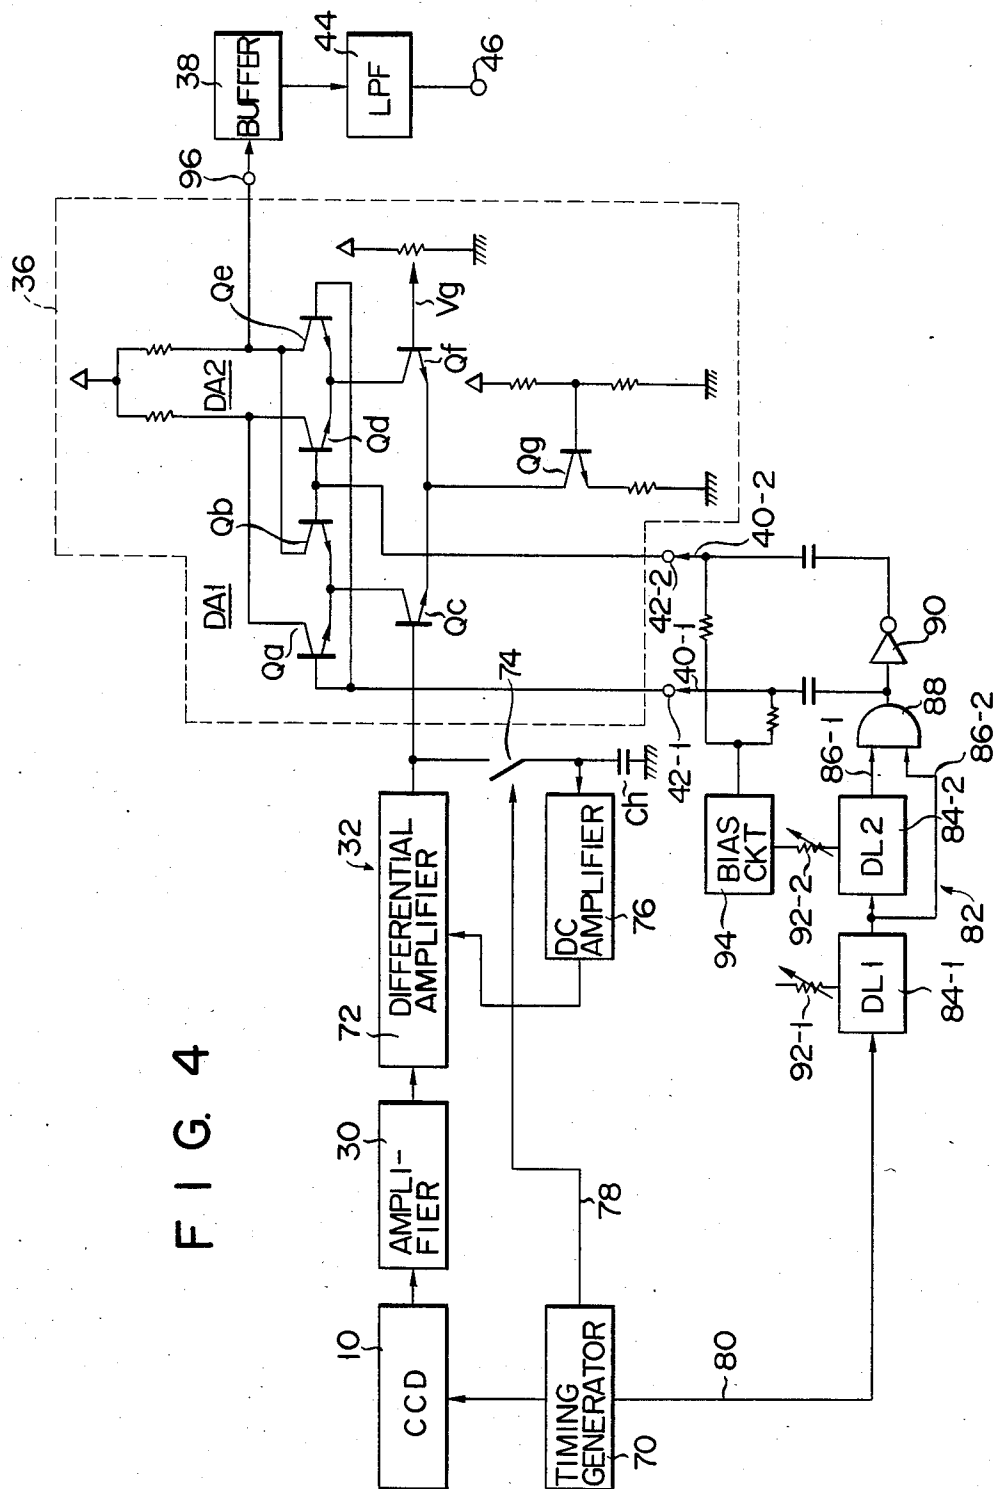 FIG. 4
10
CCD
30
AMPLI-
FIER
72
DIFFERENTIAL
AMPLIFIER
32
70
TIMING
GENERATOR
78
80
74
DC
AMPLIFIER
76
Ch
36
DA1
DA2
Qa
Qb
Qc
Qd
Qe
Qf
Qg
Vg
96
38
BUFFER
44
LPF
46
42-1
42-2
40-1
40-2
94
BIAS
CKT
92-1
92-2
DL1
84-1
DL2
84-2
82
86-1
86-2
88
90